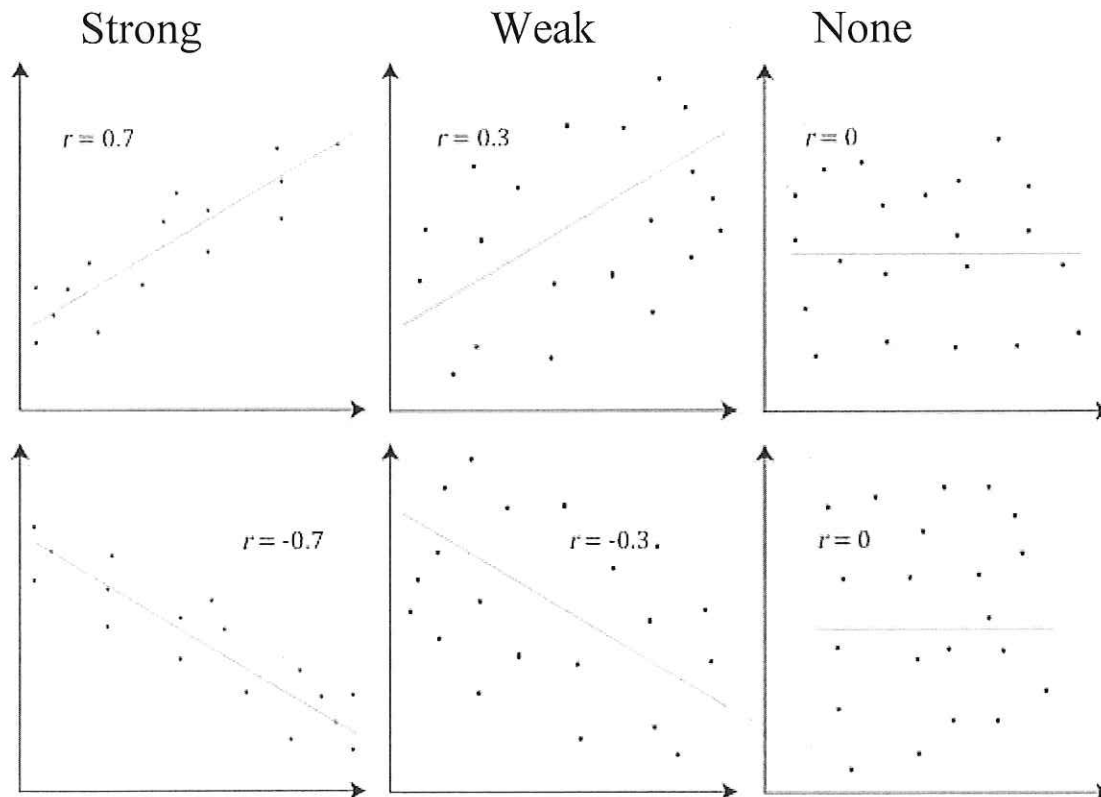 Strong Weak None
r = 0.7 r = 0.3 r = 0
r = -0.7 r = -0.3 r = 0